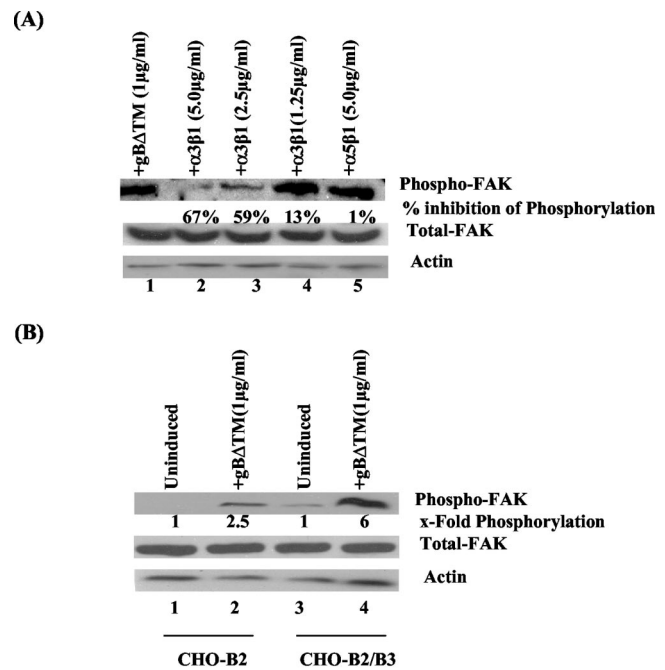 (A)
+gBΔTM (1µg/ml)
+α3β1 (5.0µg/ml)
+α3β1 (2.5µg/ml)
+α3β1(1.25µg/ml)
+α5β1 (5.0µg/ml)
Phospho-FAK
67% 59% 13% 1% % inhibition of Phosphorylation
Total-FAK
Actin
1 2 3 4 5
(B)
Uninduced
+gBΔTM(1µg/ml)
Uninduced
+gBΔTM(1µg/ml)
Phospho-FAK
1 2.5 1 6 x-Fold Phosphorylation
Total-FAK
Actin
1 2 3 4
CHO-B2 CHO-B2/B3